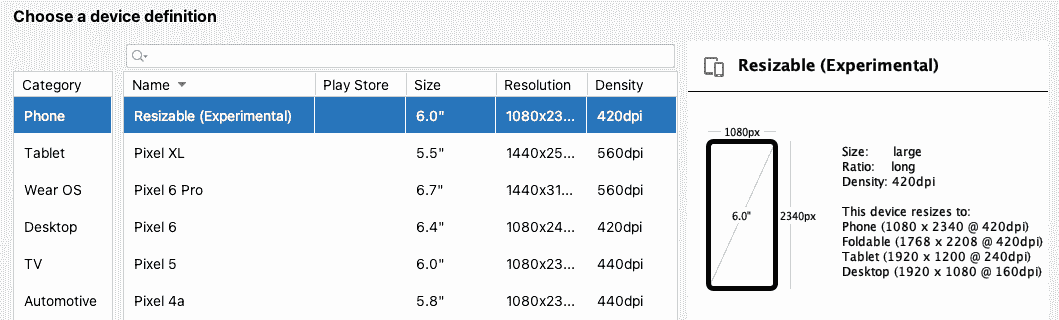 Choose a device definition
Category
Phone
Tablet
Wear OS
Desktop
TV
Automotive
Name Play Store Size Resolution Density
Resizable (Experimental) 6.0" 1080x23... 420dpi
Pixel XL 5.5" 1440x25... 560dpi
Pixel 6 Pro 6.7" 1440x31... 560dpi
Pixel 6 6.4" 1080x24... 420dpi
Pixel 5 6.0" 1080x23... 440dpi
Pixel 4a 5.8" 1080x23... 440dpi
Resizable (Experimental)
1080px
6.0"
2340px
Size: large
Ratio: long
Density: 420dpi
This device resizes to:
Phone (1080 x 2340 @ 420dpi)
Foldable (1768 x 2208 @ 420dpi)
Tablet (1920 x 1200 @ 240dpi)
Desktop (1920 x 1080 @ 160dpi)